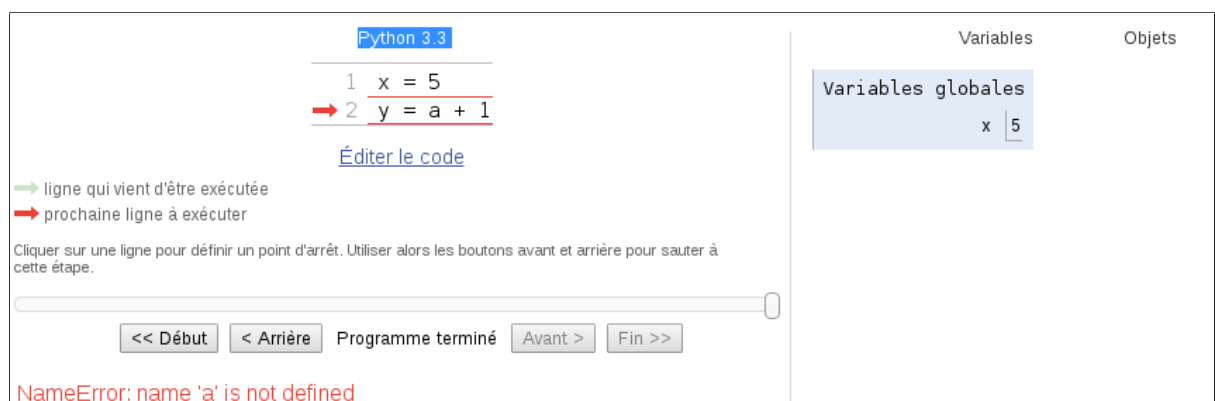 Python 3.3
1 x = 5
2 y = a + 1
Éditer le code
ligne qui vient d'être exécutée
prochaine ligne à exécuter
Cliquer sur une ligne pour définir un point d'arrêt. Utiliser alors les boutons avant et arrière pour sauter à
cette étape.
<< Début < Arrière Programme terminé Avant > Fin >>
NameError: name 'a' is not defined
Variables Objets
Variables globales
x 5